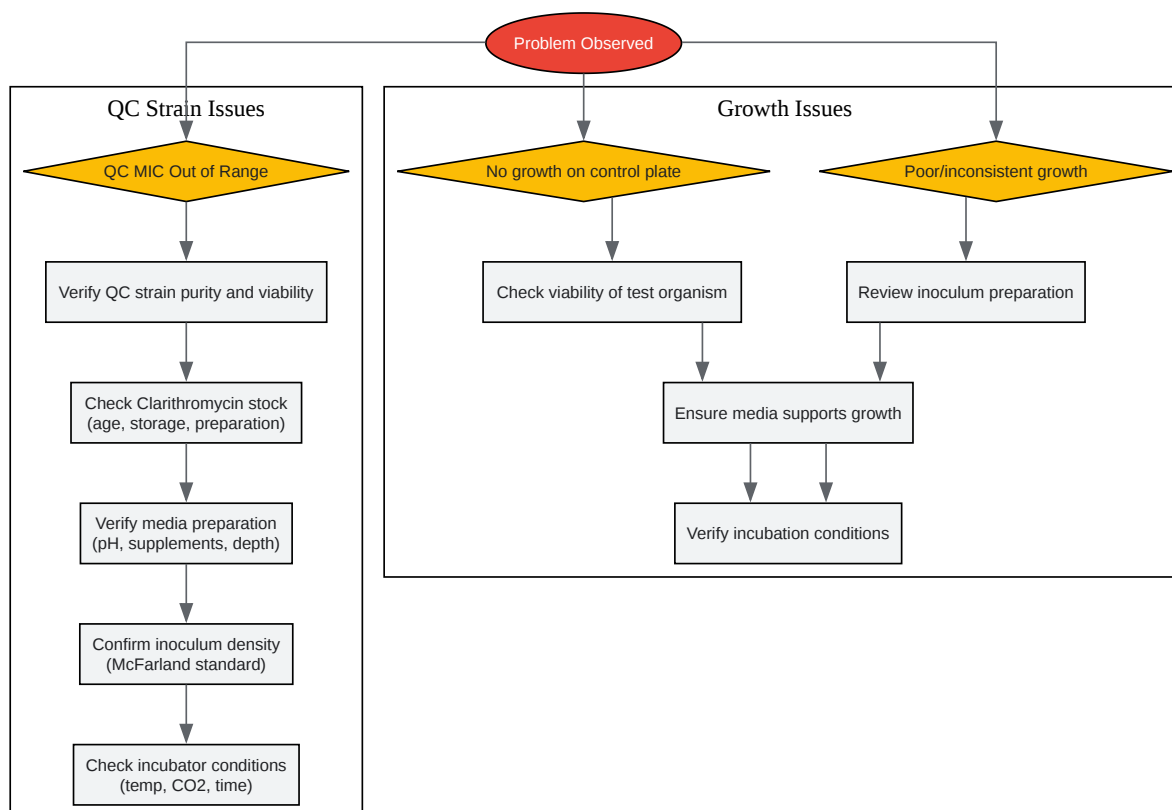 Problem Observed
QC Strain Issues
QC MIC Out of Range
Verify QC strain purity and viability
Check Clarithromycin stock
(age, storage, preparation)
Verify media preparation
(pH, supplements, depth)
Confirm inoculum density
(McFarland standard)
Check incubator conditions
(temp, CO2, time)
Growth Issues
No growth on control plate
Poor/inconsistent growth
Check viability of test organism
Review inoculum preparation
Ensure media supports growth
Verify incubation conditions